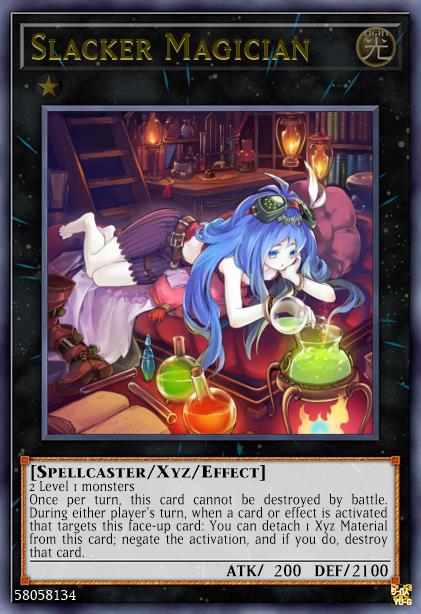 SLACKER MAGICIAN
LIGHT
光
[SPELLCASTER/XYZ/EFFECT]
2 Level 1 monsters
Once per turn, this card cannot be destroyed by battle.
During either player's turn, when a card or effect is activated
that targets this face-up card: You can detach 1 Xyz Material
from this card; negate the activation, and if you do, destroy
that card.
ATK/ 200 DEF/2100
58058134